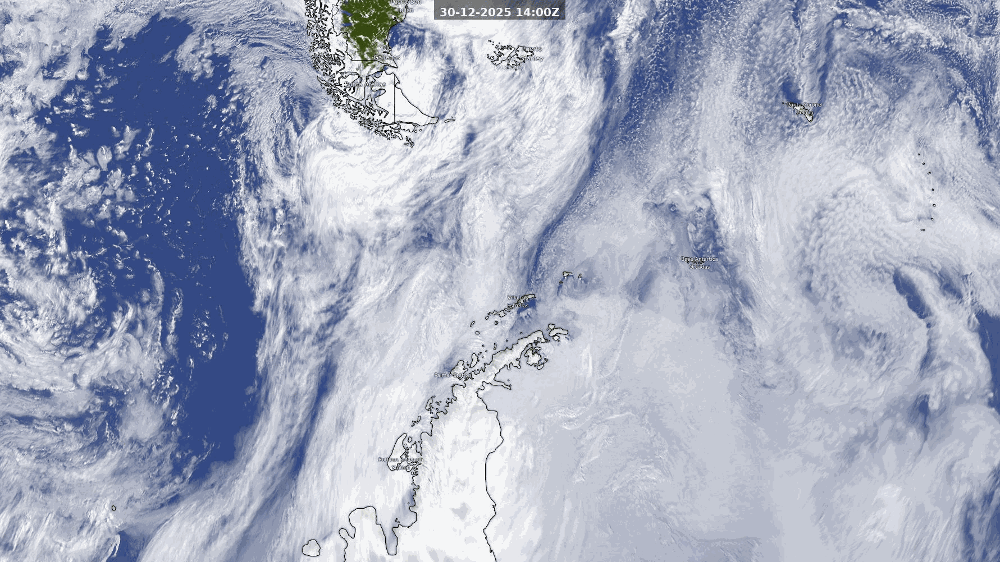 Puerto San
Julian
30-12-2025 14:00Z
Rio
Gallegos
Puerto
Stanley
Punta Arenas
Punta Coronel
Zelaya
Base Antartica
Orcadas
Villa Las
Estrellas
Palmer Station
Rothera Research
Station